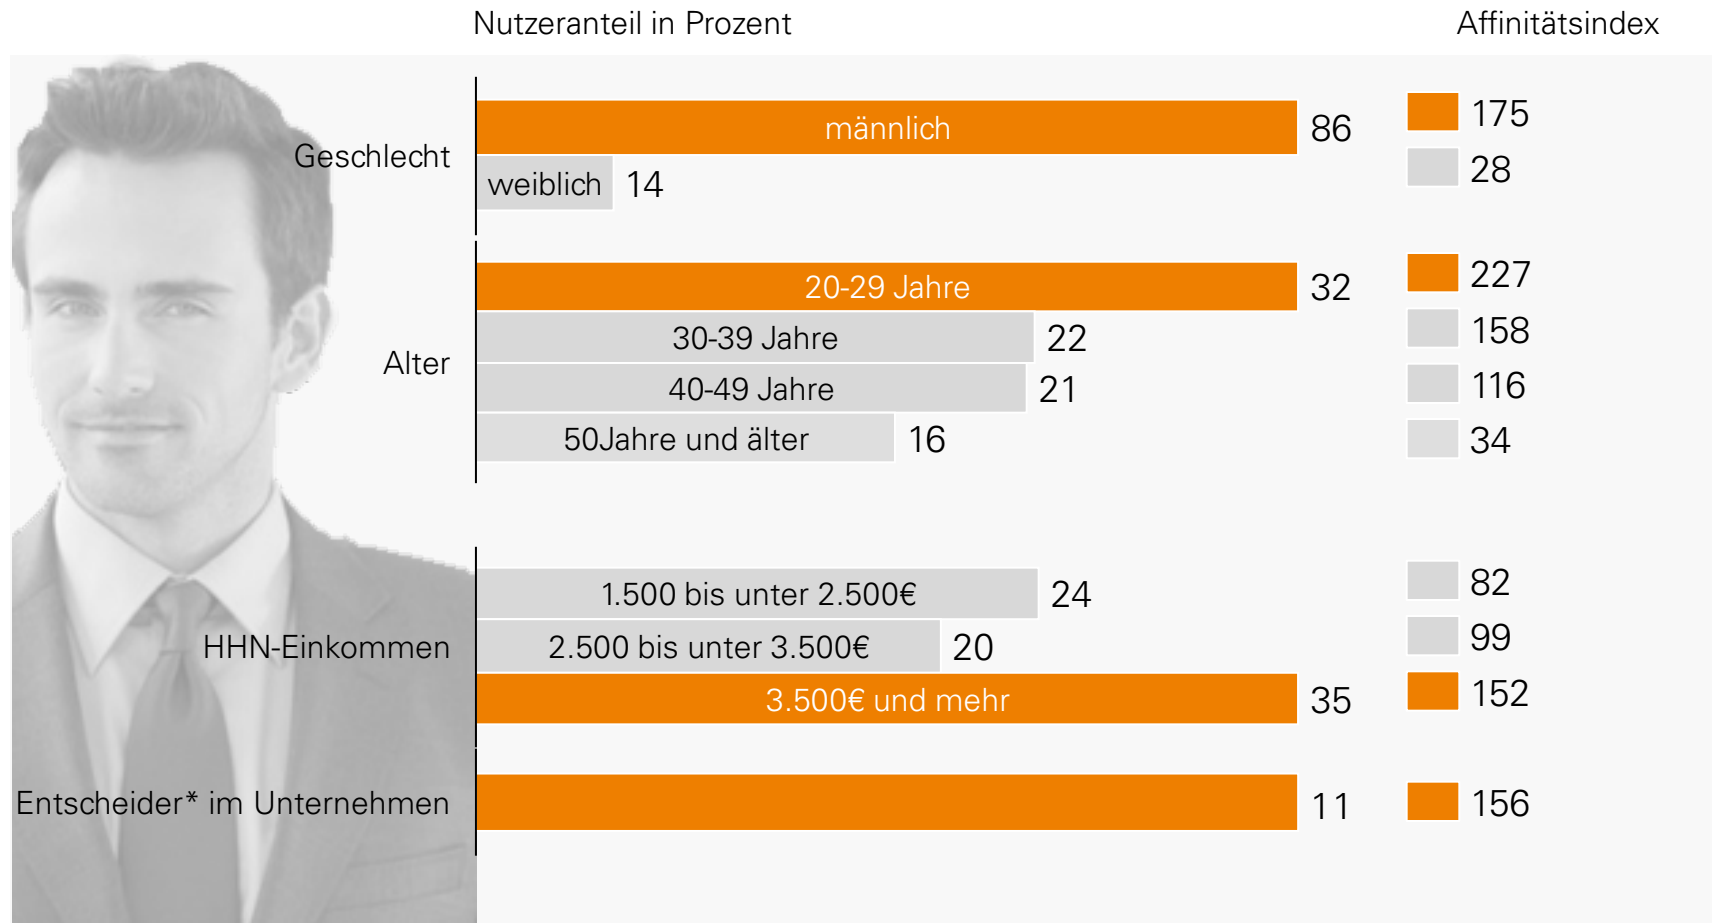 Nutzeranteil in Prozent Affinitätsindex
Geschlecht
männlich 86 175
weiblich 14 28
Alter
20-29 Jahre 32 227
30-39 Jahre 22 158
40-49 Jahre 21 116
50Jahre und älter 16 34
HHN-Einkommen
1.500 bis unter 2.500€ 24 82
2.500 bis unter 3.500€ 20 99
3.500€ und mehr 35 152
Entscheider* im Unternehmen 11 156